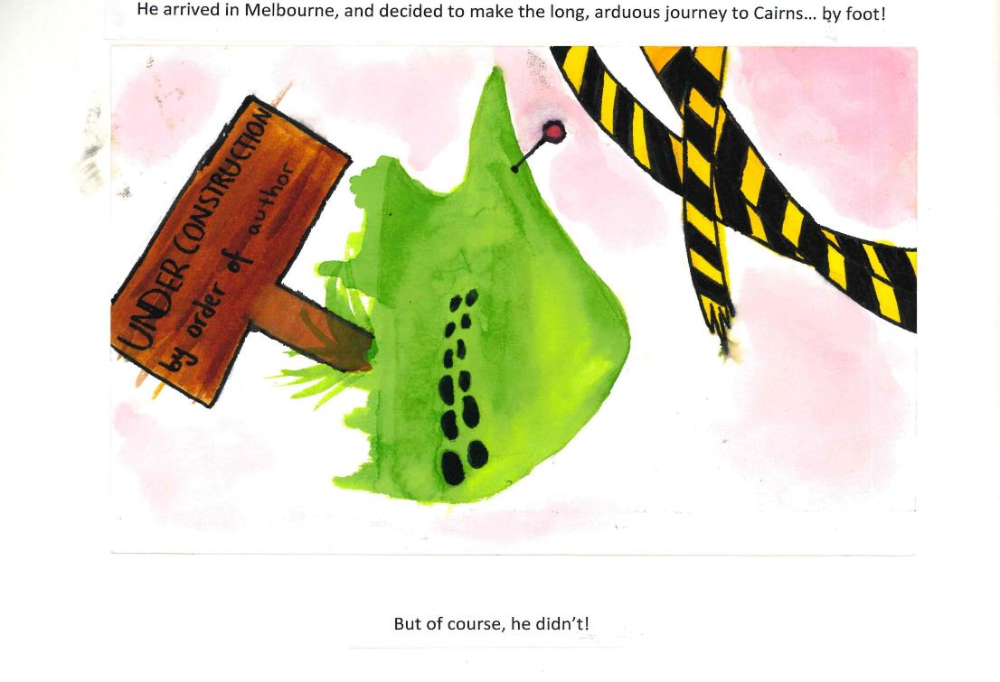 He arrived in Melbourne, and decided to make the long, arduous journey to Cairns... by foot!
UNDER CONSTRUCTION
by order of author
But of course, he didn't!